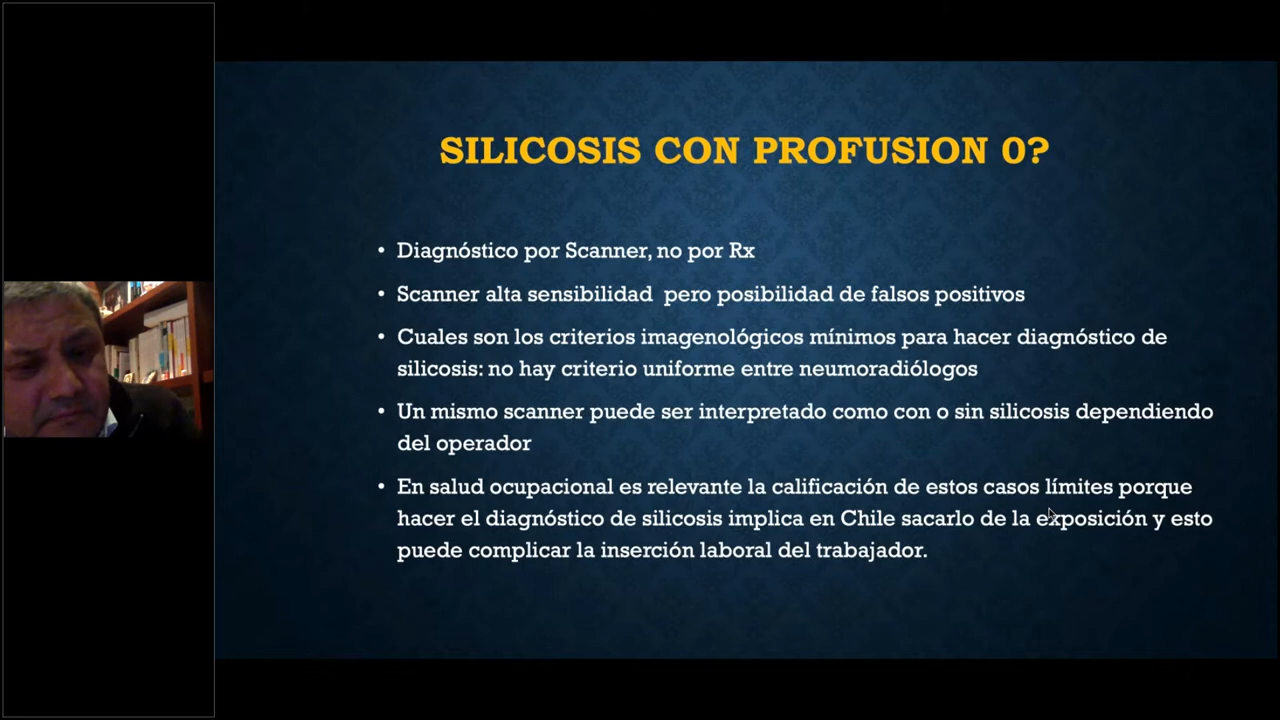 SILICOSIS CON PROFUSION 0?
• Diagnóstico por Scanner, no por Rx
• Scanner alta sensibilidad pero posibilidad de falsos positivos
• Cuales son los criterios imagenológicos mínimos para hacer diagnóstico de
silicosis: no hay criterio uniforme entre neumoradiólogos
• Un mismo scanner puede ser interpretado como con o sin silicosis dependiendo
del operador
• En salud ocupacional es relevante la calificación de estos casos límites porque
hacer el diagnóstico de silicosis implica en Chile sacarlo de la exposición y esto
puede complicar la inserción laboral del trabajador.